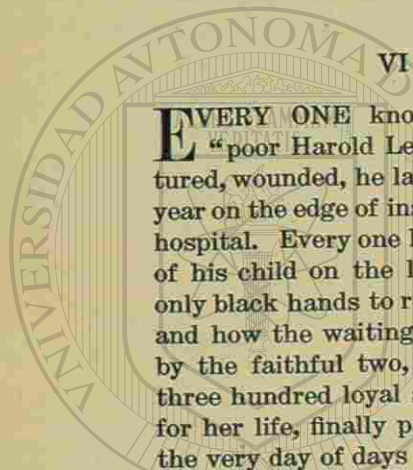 VI
EVERY ONE kno
"poor Harold Le
tured, wounded, he la
year on the edge of in
hospital. Every one
of his child on the
only black hands to r
and how the waiting
by the faithful two,
three hundred loyal
for her life, finally p
the very day of days
UNIVERSIDAD AVTONOMA
VERITATIS